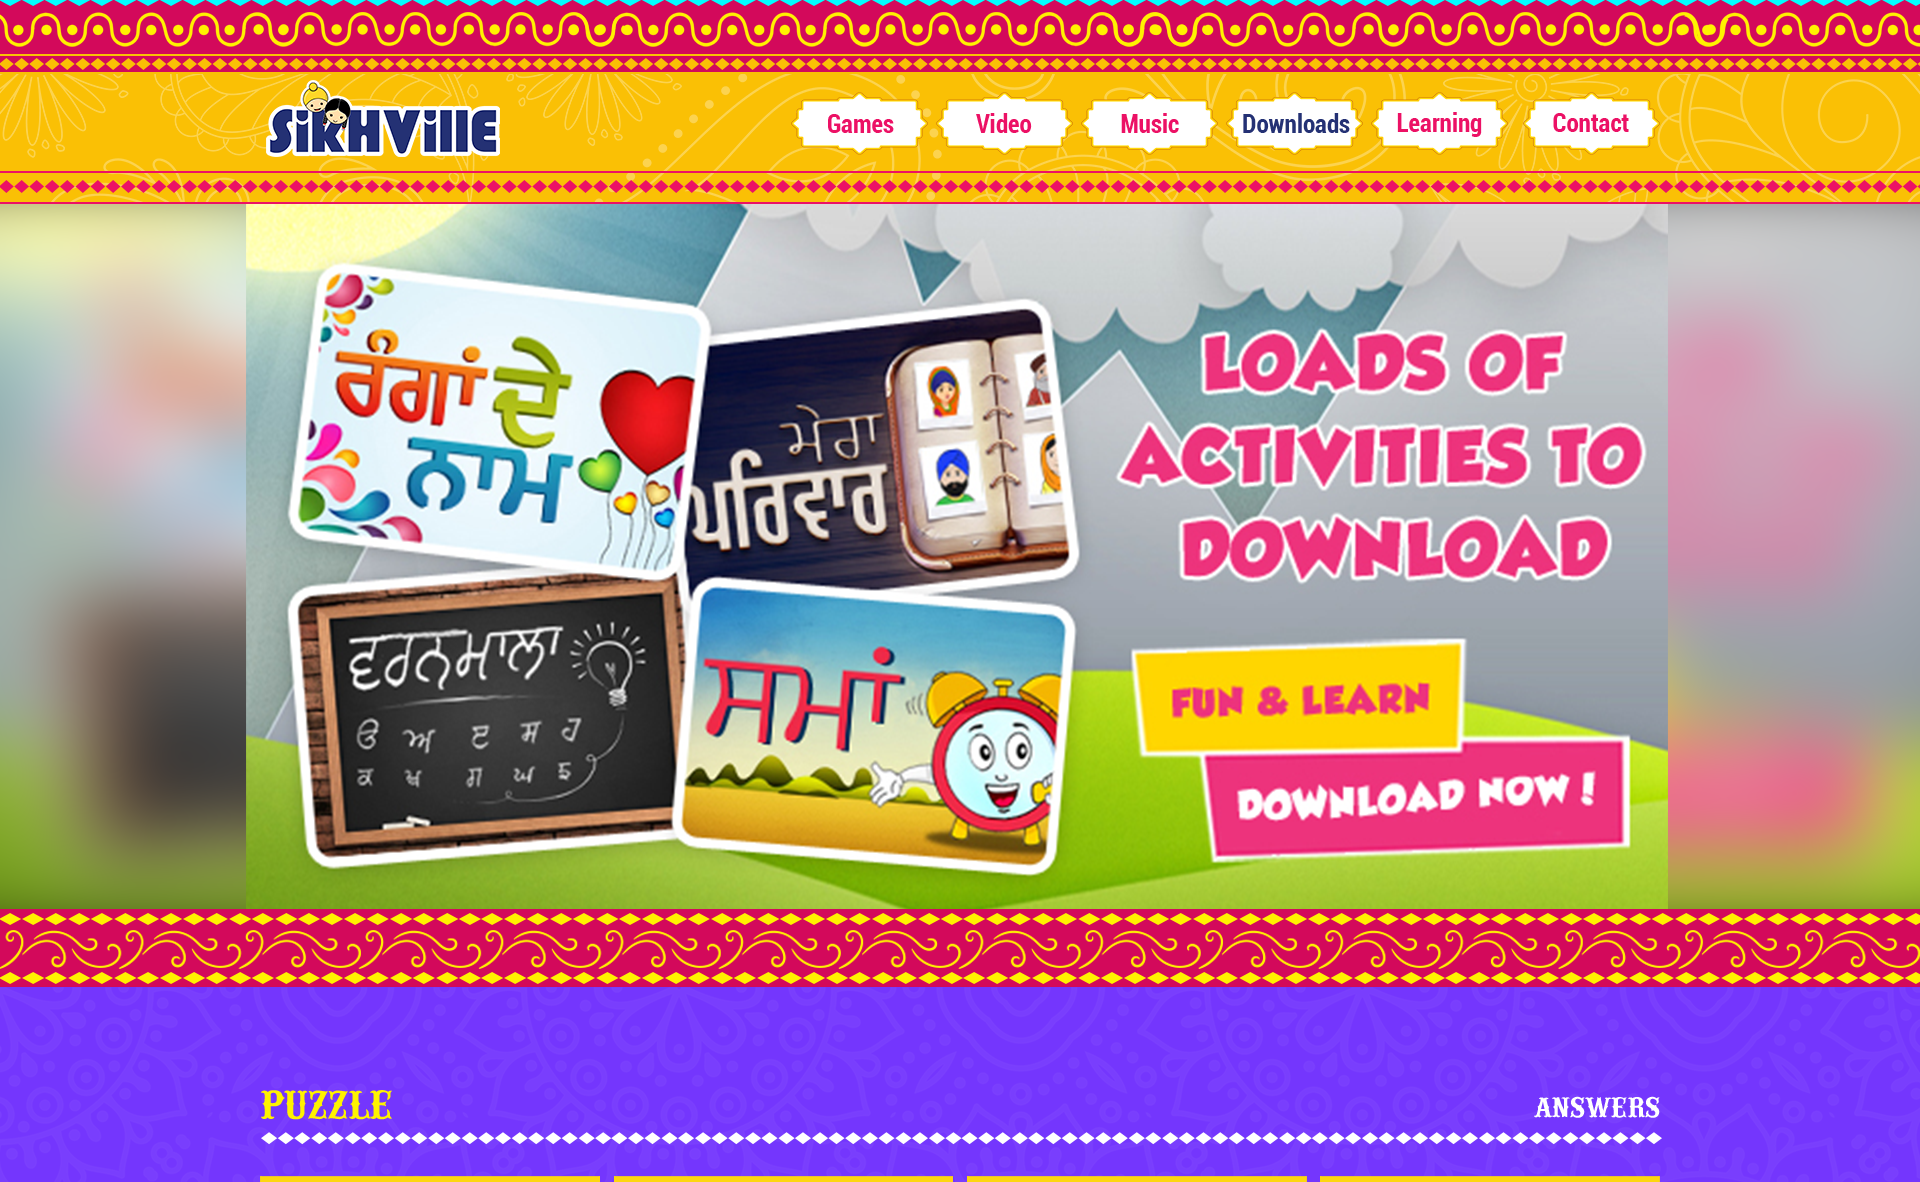 SikhVille
Games
Video
Music
Downloads
Learning
Contact
ਰੰਗਾਂ ਦੇ
ਨਾਮ
ਮੇਰਾ
ਪਰਿਵਾਰ
ਵਰਨਮਾਲਾ
ੳ ਅ ੲ ਸ ਹ
ਕ ਖ ਗ ਘ ਙ
ਸਮਾਂ
LOADS OF
ACTIVITIES TO
DOWNLOAD
FUN & LEARN
DOWNLOAD NOW!
PUZZLE
ANSWERS